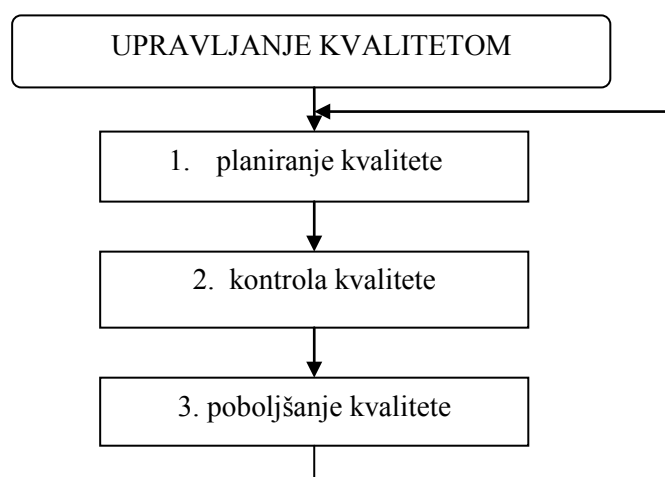 UPRAVLJANJE KVALITETOM
1. planiranje kvalitete
2. kontrola kvalitete
3. poboljšanje kvalitete